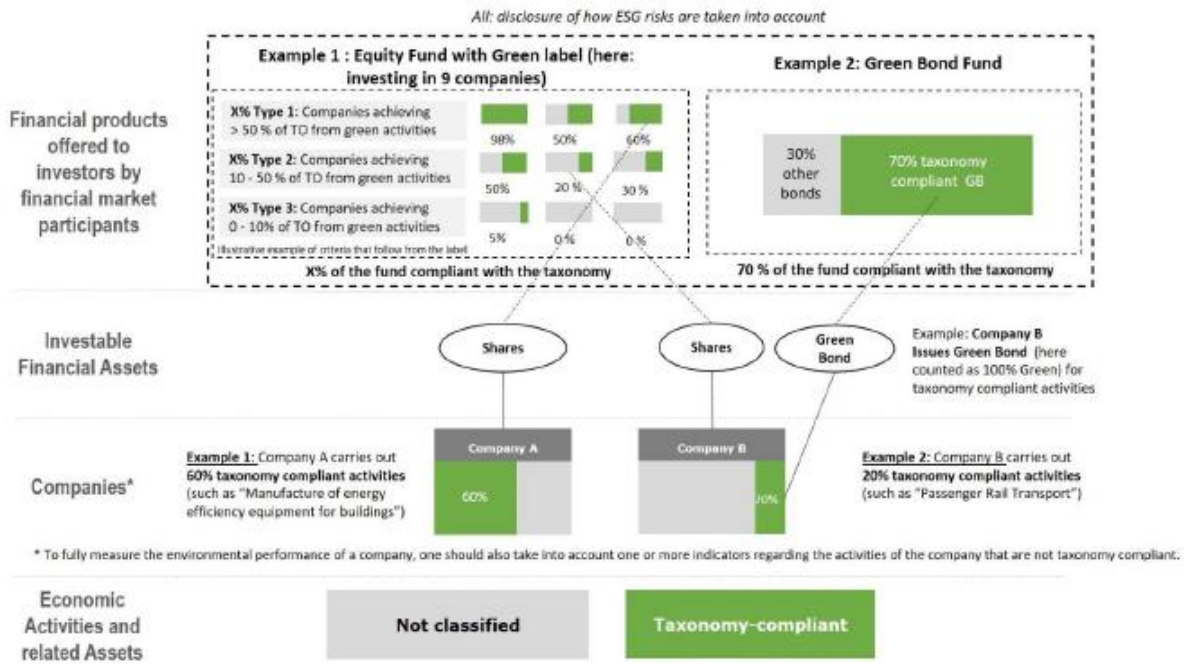 All: disclosure of how ESG risks are taken into account
Example 1 : Equity Fund with Green label (here:
investing in 9 companies)
Example 2: Green Bond Fund
Financial products
offered to
investors by
financial market
participants
X% Type 1: Companies achieving
> 50 % of TO from green activities
98%
50%
60%
X% Type 2: Companies achieving
10 - 50 % of TO from green activities
50%
20 %
30 %
X% Type 3: Companies achieving
0 - 10% of TO from green activities
5%
0 %
0 %
Illustrative example of criteria that follow from the label
30%
other
bonds
70% taxonomy
compliant GB
X% of the fund compliant with the taxonomy
70 % of the fund compliant with the taxonomy
Investable
Financial Assets
Shares
Shares
Green
Bond
Example: Company B
Issues Green Bond (here
counted as 100% Green) for
taxonomy compliant activities
Companies*
Example 1: Company A carries out
60% taxonomy compliant activities
(such as “Manufacture of energy
efficiency equipment for buildings”)
Company A
60%
Company B
20%
Example 2: Company B carries out
20% taxonomy compliant activities
(such as “Passenger Rail Transport”)
* To fully measure the environmental performance of a company, one should also take into account one or more indicators regarding the activities of the company that are not taxonomy compliant.
Economic
Activities and
related Assets
Not classified
Taxonomy-compliant